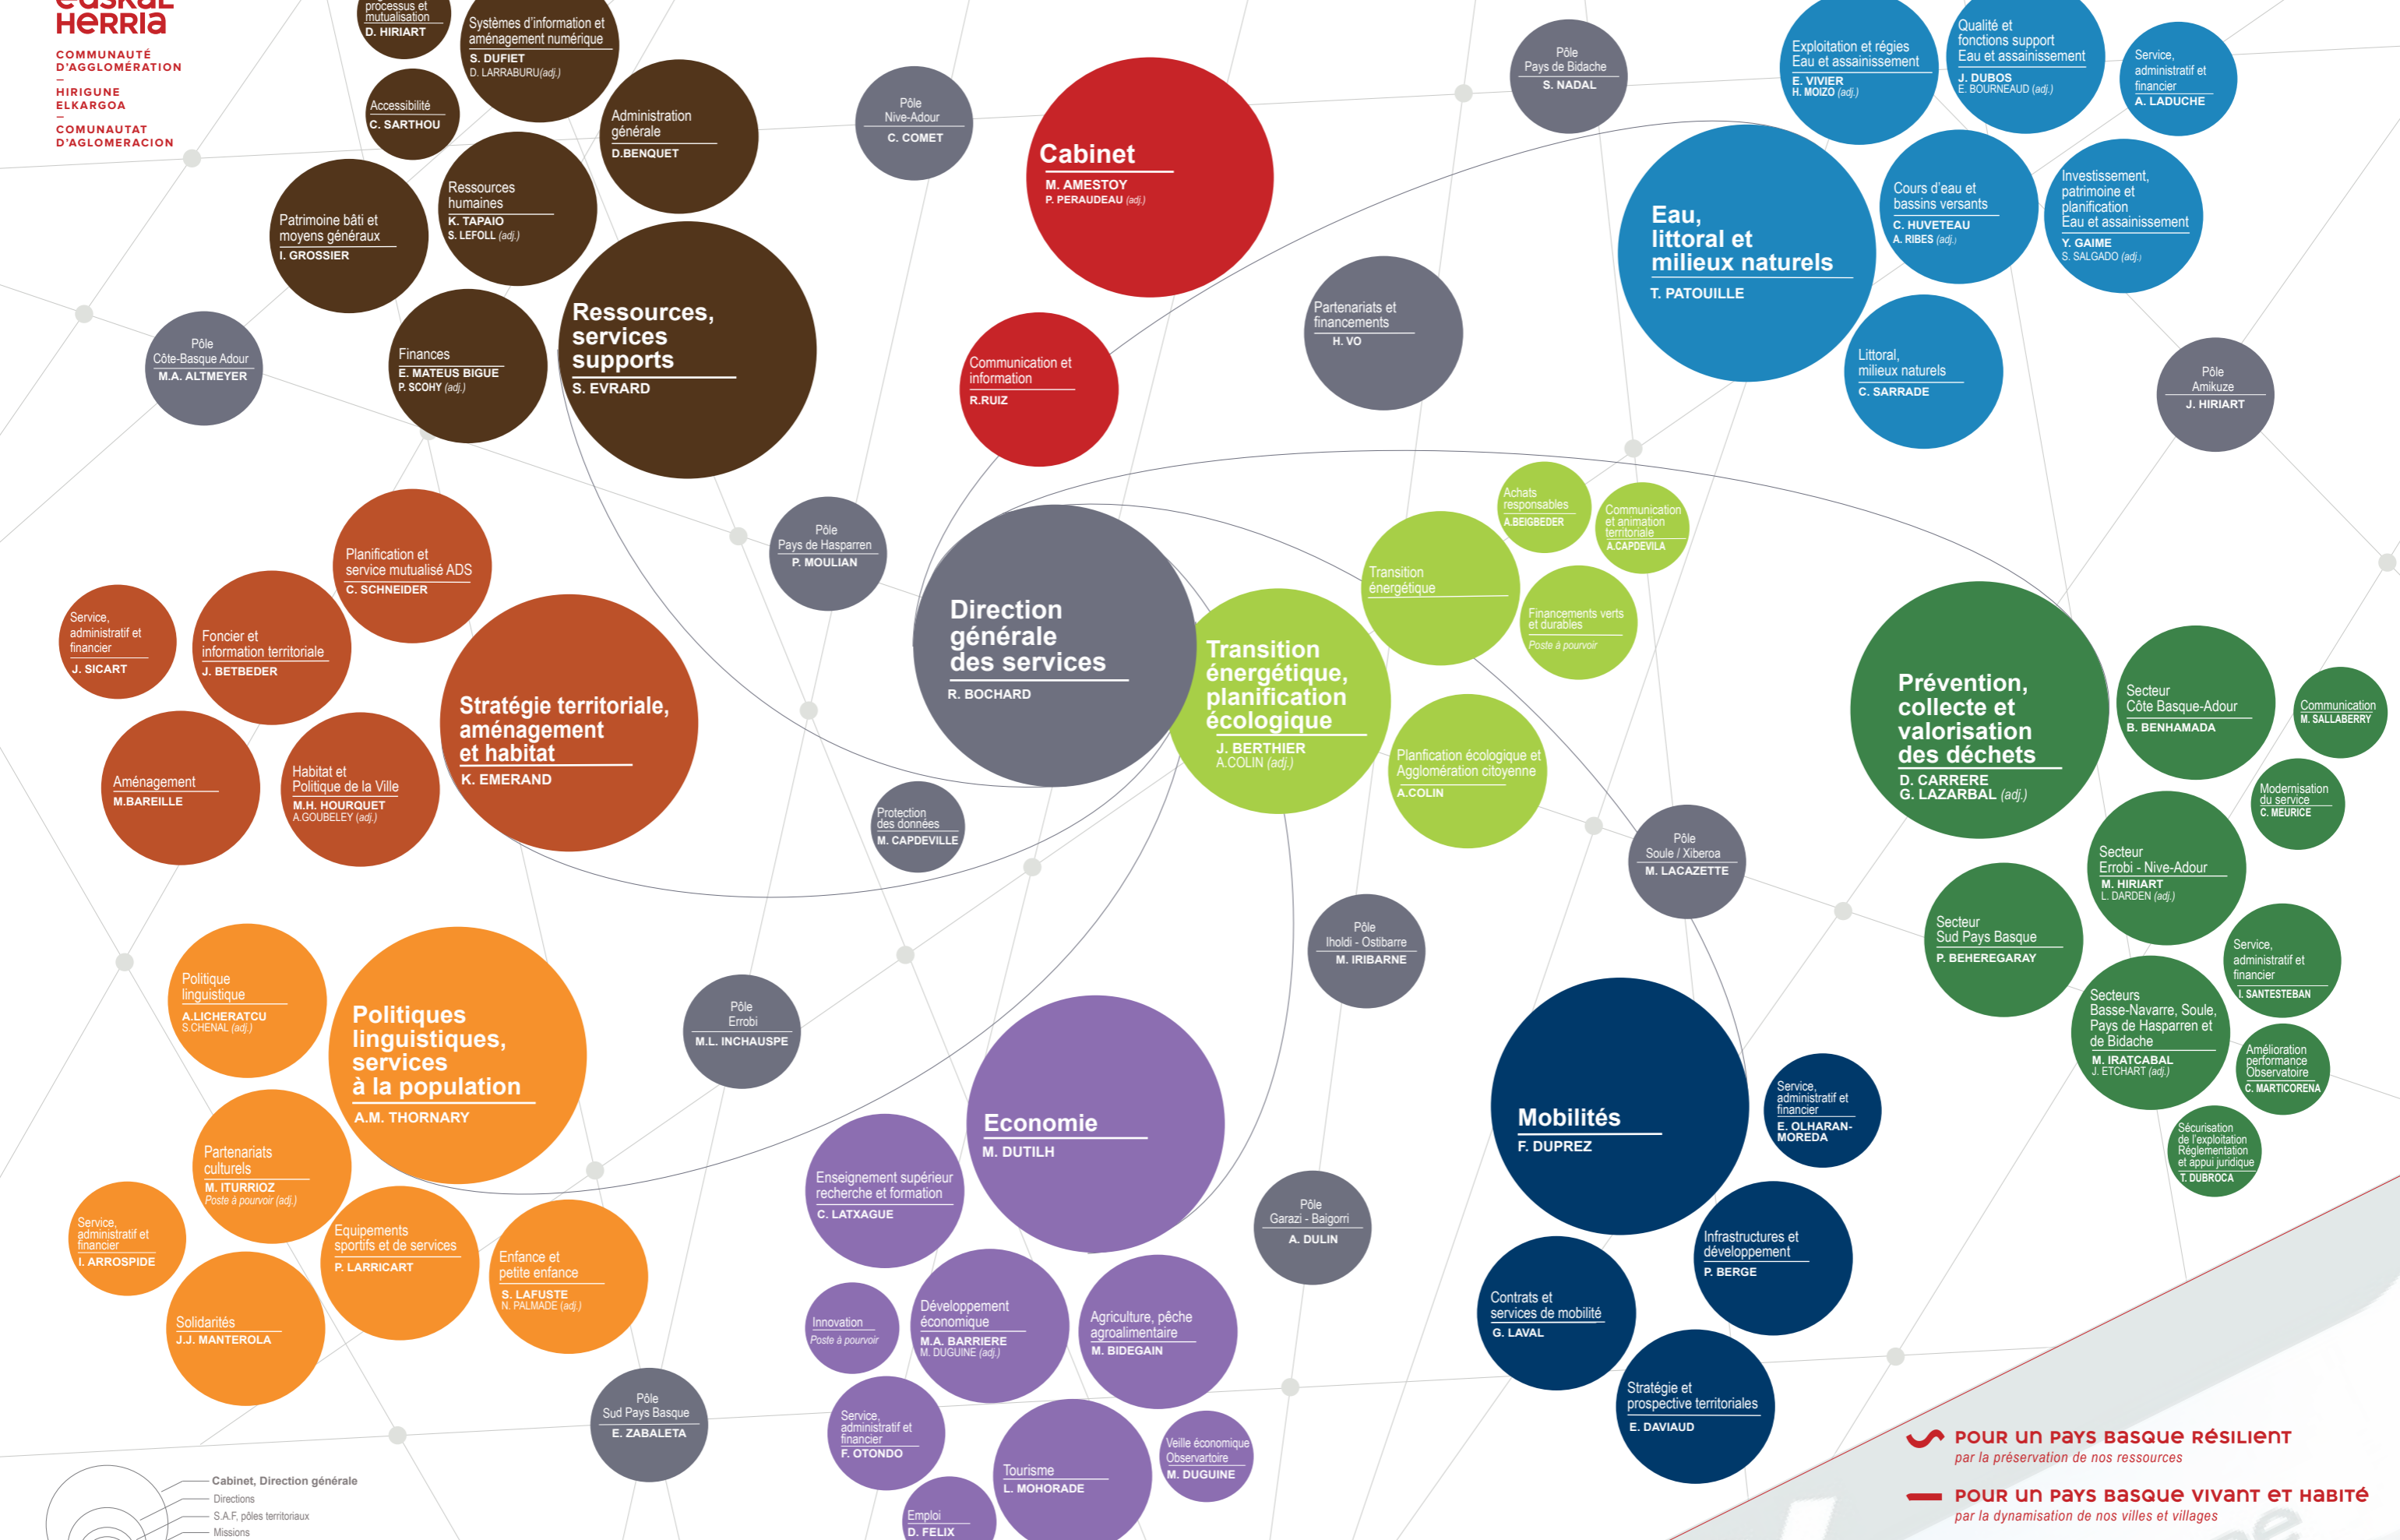 euskal
HERRIa
COMMUNAUTÉ
D'AGGLOMÉRATION
–
HIRIGUNE
ELKARGOA
–
COMUNAUTAT
D'AGLOMERACION
processus et
mutualisation
D. HIRIART
Systèmes d'information et
aménagement numérique
S. DUFIET
D. LARRABURU(adj.)
Accessibilité
C. SARTHOU
Administration
générale
D.BENQUET
Patrimoine bâti et
moyens généraux
I. GROSSIER
Ressources
humaines
K. TAPAIO
S. LEFOLL (adj.)
Finances
E. MATEUS BIGUE
P. SCOHY (adj.)
Ressources,
services
supports
S. EVRARD
Pôle
Côte-Basque Adour
M.A. ALTMEYER
Pôle
Nive-Adour
C. COMET
Cabinet
M. AMESTOY
P. PERAUDEAU (adj.)
Communication et
information
R.RUIZ
Partenariats et
financements
H. VO
Pôle
Pays de Bidache
S. NADAL
Exploitation et régies
Eau et assainissement
E. VIVIER
H. MOIZO (adj.)
Qualité et
fonctions support
Eau et assainissement
J. DUBOS
E. BOURNEAUD (adj.)
Service,
administratif et
financier
A. LADUCHE
Eau,
littoral et
milieux naturels
T. PATOUILLE
Cours d'eau et
bassins versants
C. HUVETEAU
A. RIBES (adj.)
Investissement,
patrimoine et
planification
Eau et assainissement
Y. GAIME
S. SALGADO (adj.)
Littoral,
milieux naturels
C. SARRADE
Pôle
Amikuze
J. HIRIART
Planification et
service mutualisé ADS
C. SCHNEIDER
Service,
administratif et
financier
J. SICART
Foncier et
information territoriale
J. BETBEDER
Aménagement
M.BAREILLE
Habitat et
Politique de la Ville
M.H. HOURQUET
A.GOUBELEY (adj.)
Stratégie territoriale,
aménagement
et habitat
K. EMERAND
Pôle
Pays de Hasparren
P. MOULIAN
Direction
générale
des services
R. BOCHARD
Protection
des données
M. CAPDEVILLE
Transition
énergétique,
planification
écologique
J. BERTHIER
A.COLIN (adj.)
Transition
énergétique
Achats
responsables
A.BEIGBEDER
Communication
et animation
territoriale
A.CAPDEVILA
Financements verts
et durables
Poste à pourvoir
Planfication écologique et
Agglomération citoyenne
A.COLIN
Pôle
Soule / Xiberoa
M. LACAZETTE
Prévention,
collecte et
valorisation
des déchets
D. CARRERE
G. LAZARBAL (adj.)
Secteur
Côte Basque-Adour
B. BENHAMADA
Communication
M. SALLABERRY
Modernisation
du service
C. MEURICE
Secteur
Errobi - Nive-Adour
M. HIRIART
L. DARDEN (adj.)
Secteur
Sud Pays Basque
P. BEHEREGARAY
Service,
administratif et
financier
I. SANTESTEBAN
Secteurs
Basse-Navarre, Soule,
Pays de Hasparren et
de Bidache
M. IRATCABAL
J. ETCHART (adj.)
Amélioration
performance
Observatoire
C. MARTICORENA
Sécurisation
de l'exploitation
Réglementation
et appui juridique
T. DUBROCA
Politique
linguistique
A.LICHERATCU
S.CHENAL (adj.)
Politiques
linguistiques,
services
à la population
A.M. THORNARY
Partenariats
culturels
M. ITURRIOZ
Poste à pourvoir (adj.)
Service,
administratif et
financier
I. ARROSPIDE
Equipements
sportifs et de services
P. LARRICART
Enfance et
petite enfance
S. LAFUSTE
N. PALMADE (adj.)
Solidarités
J.J. MANTEROLA
Pôle
Errobi
M.L. INCHAUSPE
Pôle
Sud Pays Basque
E. ZABALETA
Economie
M. DUTILH
Enseignement supérieur
recherche et formation
C. LATXAGUE
Innovation
Poste à pourvoir
Développement
économique
M.A. BARRIERE
M. DUGUINE (adj.)
Agriculture, pêche
agroalimentaire
M. BIDEGAIN
Service,
administratif et
financier
F. OTONDO
Tourisme
L. MOHORADE
Veille économique
Observartoire
M. DUGUINE
Emploi
D. FELIX
Pôle
Iholdi - Ostibarre
M. IRIBARNE
Pôle
Garazi - Baigorri
A. DULIN
Mobilités
F. DUPREZ
Service,
administratif et
financier
E. OLHARAN-
MOREDA
Infrastructures et
développement
P. BERGE
Contrats et
services de mobilité
G. LAVAL
Stratégie et
prospective territoriales
E. DAVIAUD
Cabinet, Direction générale
Directions
S.A.F, pôles territoriaux
Missions
POUR UN PAYS BASQUE RÉSILIENT
par la préservation de nos ressources
POUR UN PAYS BASQUE VIVANT ET HABITÉ
par la dynamisation de nos villes et villages